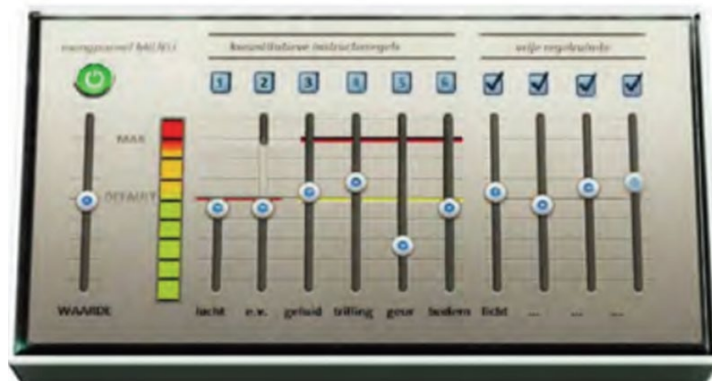 mengpaneel MILIEU
kwantitatieve instructieregels
vrije regelruimte
1 2 3 4 5 6
MAX
DEFAULT
WAARDE
lucht e.v. geluid trilling geur bodem licht ... ... ...